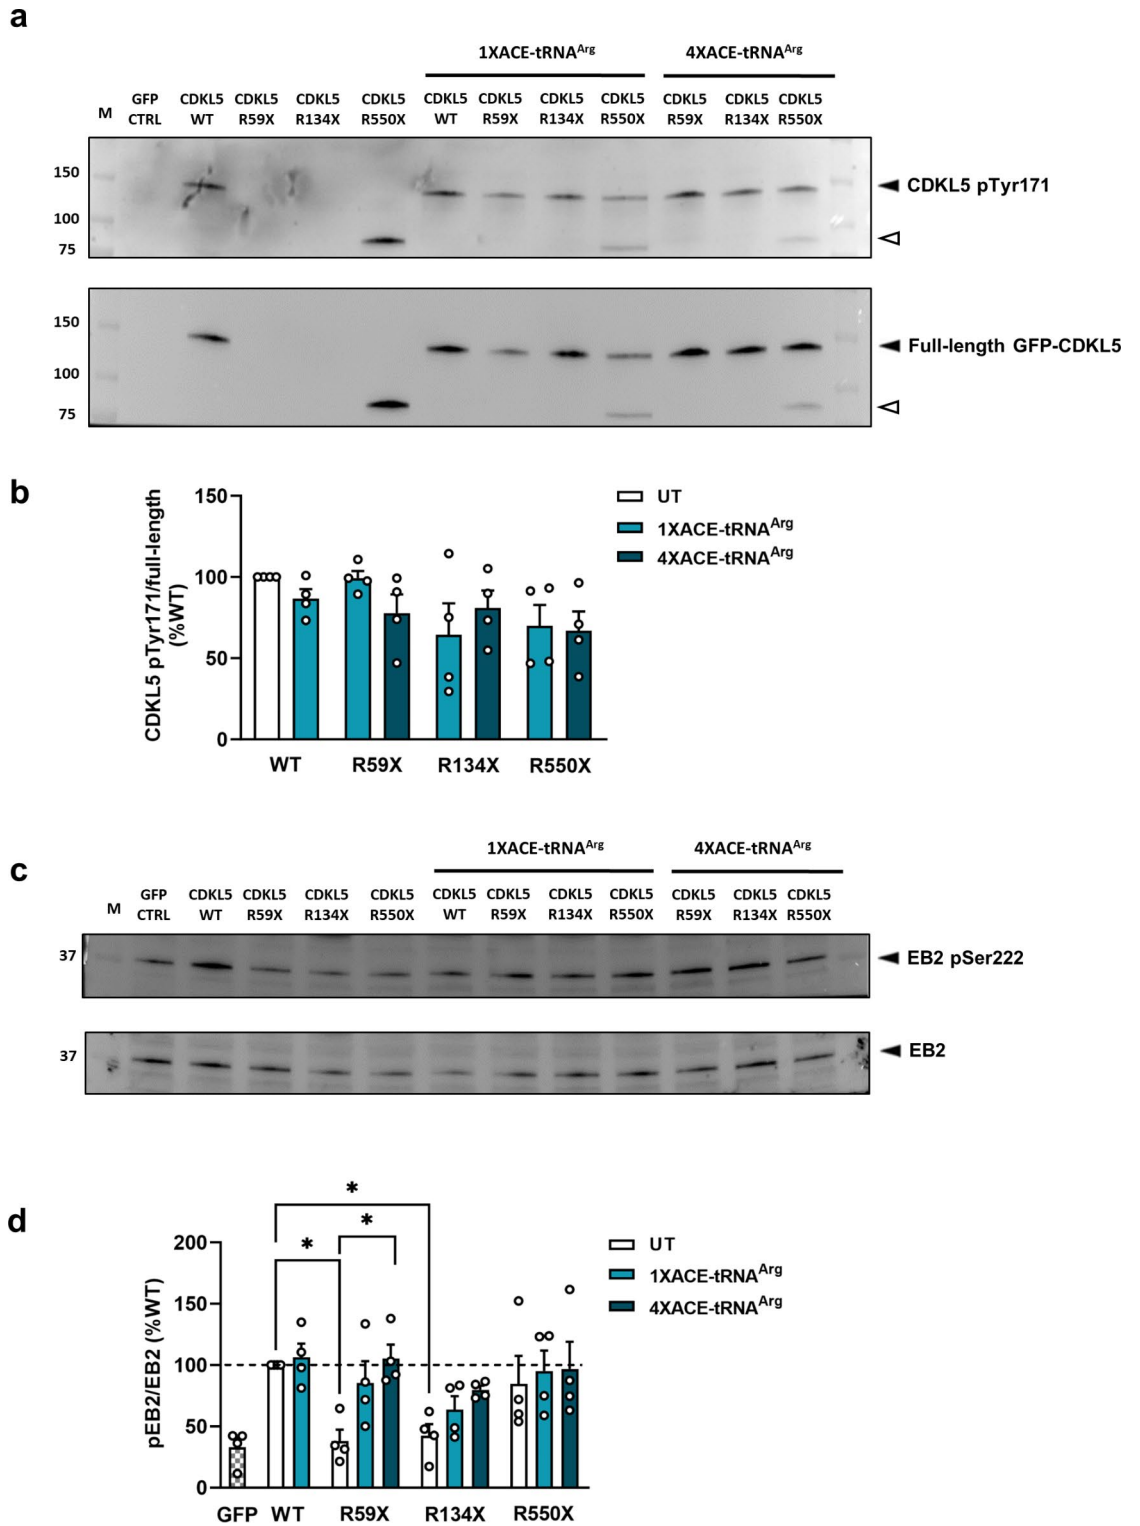 a
1XACE-tRNAArg 4XACE-tRNAArg
M GFP CTRL CDKL5 WT CDKL5 R59X CDKL5 R134X CDKL5 R550X CDKL5 WT CDKL5 R59X CDKL5 R134X CDKL5 R550X CDKL5 R59X CDKL5 R134X CDKL5 R550X
150
100
75
CDKL5 pTyr171
150
100
75
Full-length GFP-CDKL5
b
CDKL5 pTyr171/full-length
(%WT)
150
100
50
0
WT R59X R134X R550X
UT
1XACE-tRNAArg
4XACE-tRNAArg
c
1XACE-tRNAArg 4XACE-tRNAArg
M GFP CTRL CDKL5 WT CDKL5 R59X CDKL5 R134X CDKL5 R550X CDKL5 WT CDKL5 R59X CDKL5 R134X CDKL5 R550X CDKL5 R59X CDKL5 R134X CDKL5 R550X
37
EB2 pSer222
37
EB2
d
pEB2/EB2 (%WT)
200
150
100
50
0
*
*
*
GFP WT R59X R134X R550X
UT
1XACE-tRNAArg
4XACE-tRNAArg